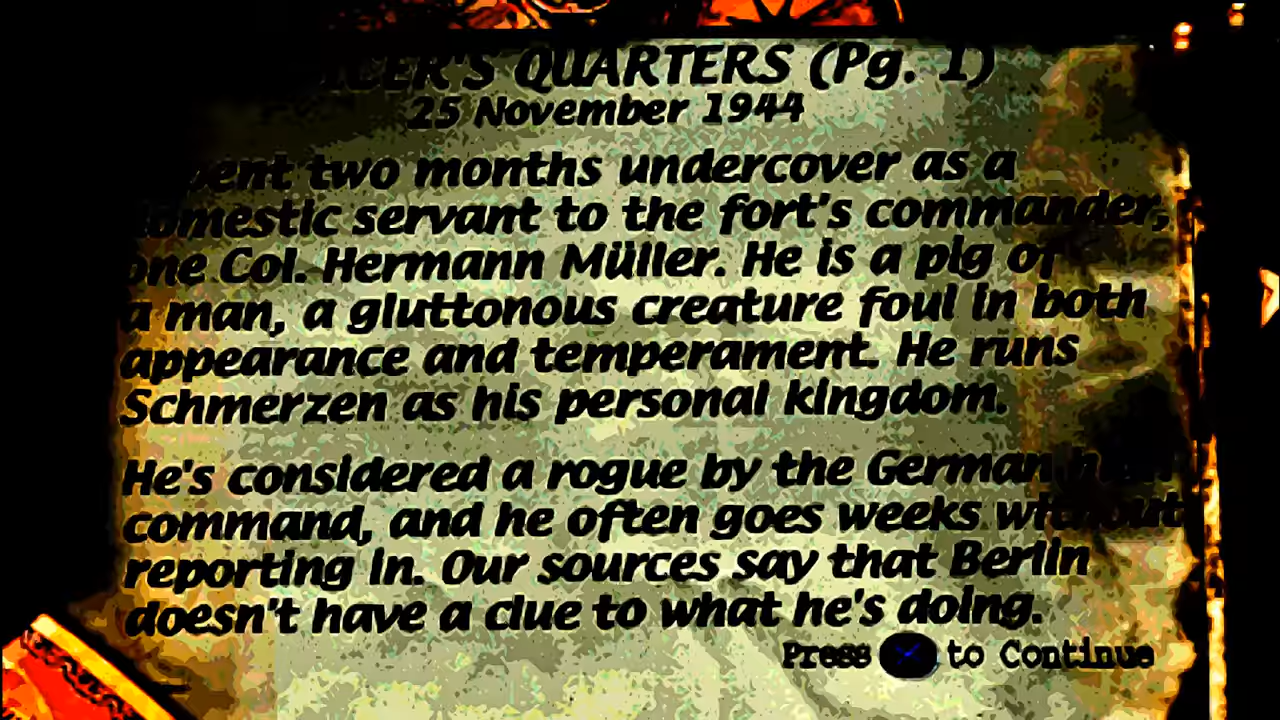 QUARTERS (Pg. 1)
25 November 1944
two months undercover as a
domestic servant to the fort's commander,
one Col. Hermann Müller. He is a pig of
a man, a gluttonous creature foul in both
appearance and temperament. He runs
Schmerzen as his personal kingdom.
He's considered a rogue by the German
command, and he often goes weeks without
reporting in. Our sources say that Berlin
doesn't have a clue to what he's doing.
Press X to Continue